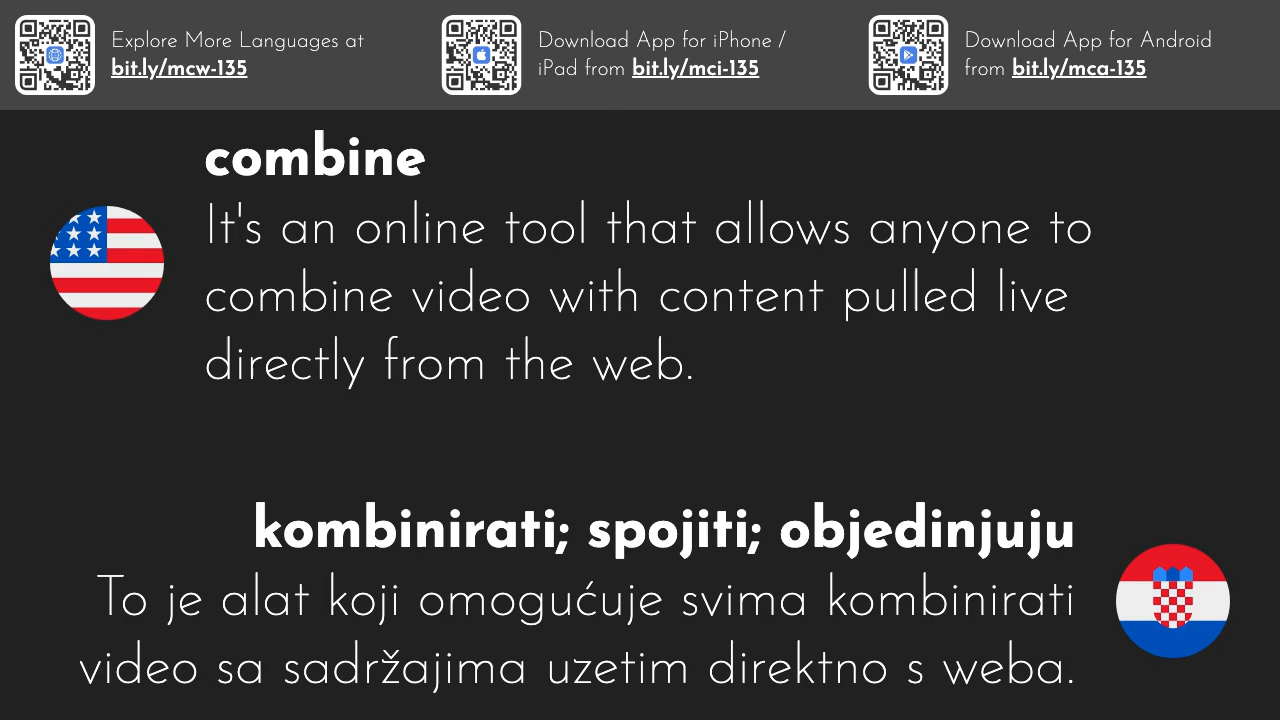 Explore More Languages at
bit.ly/mcw-135
Download App for iPhone /
iPad from bit.ly/mci-135
Download App for Android
from bit.ly/mca-135
combine
It's an online tool that allows anyone to
combine video with content pulled live
directly from the web.
kombinirati; spojiti; objedinjuju
To je alat koji omogućuje svima kombinirati
video sa sadržajima uzetim direktno s weba.